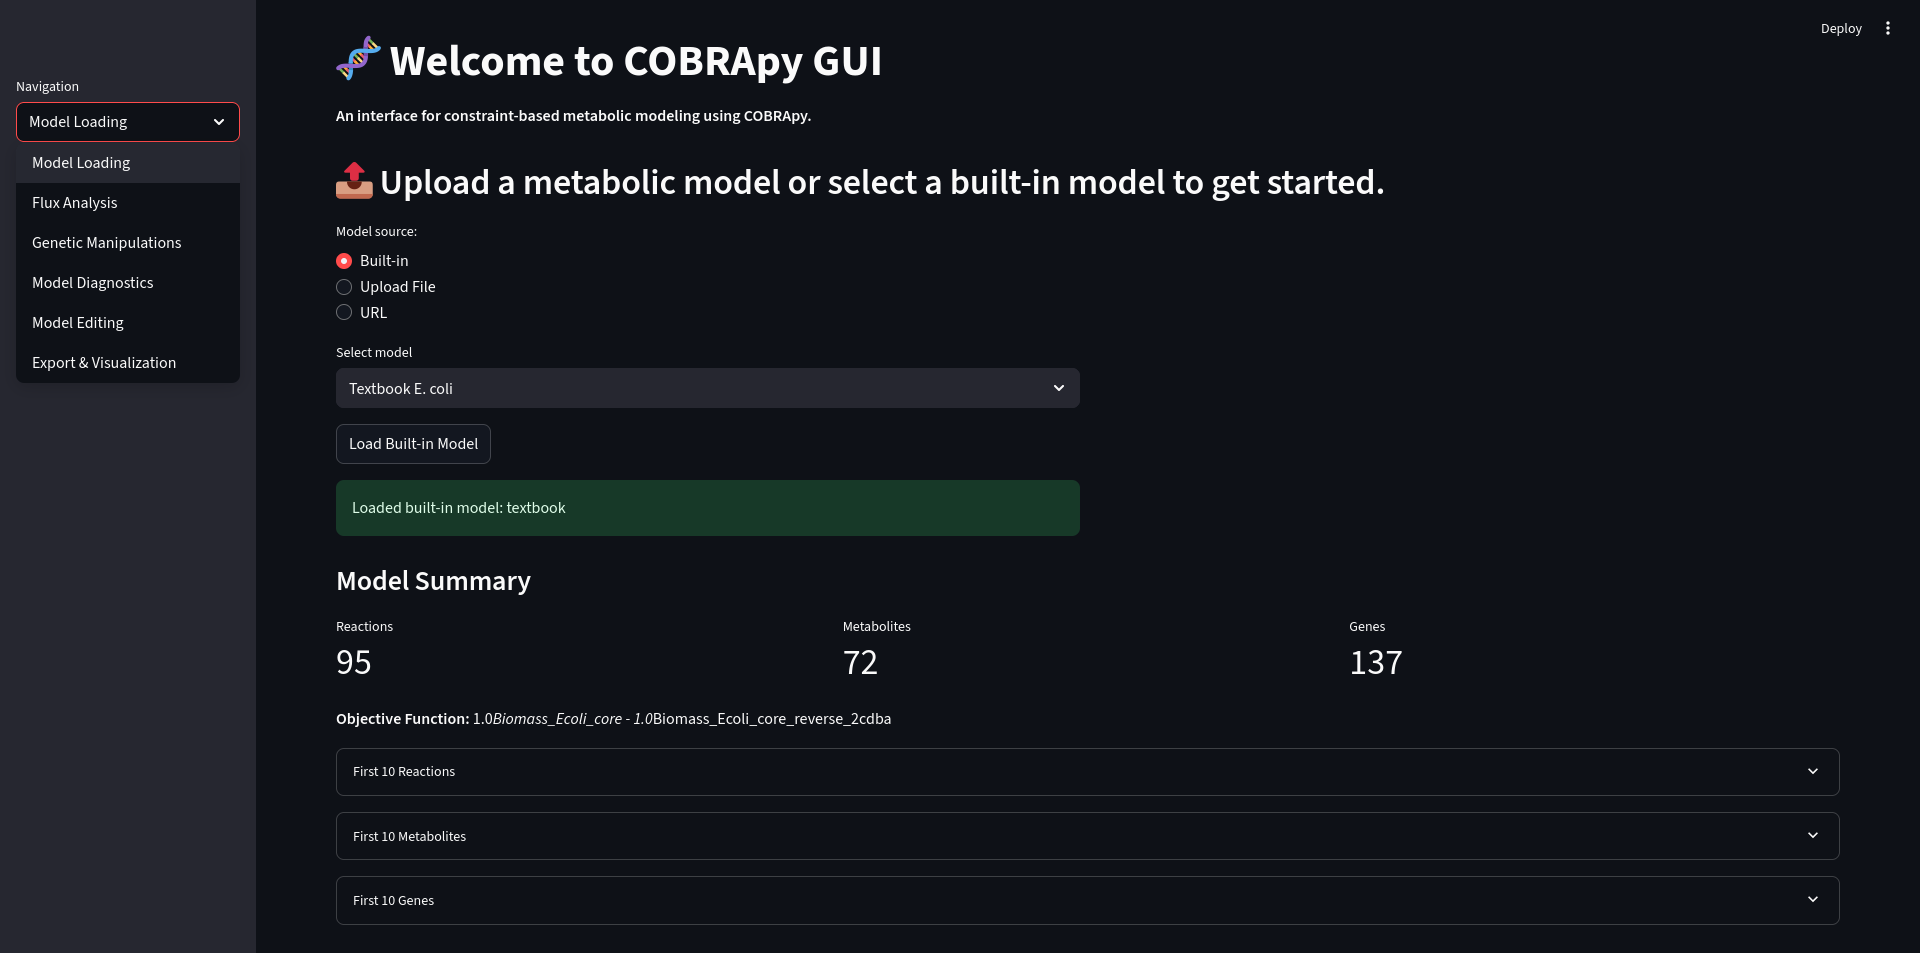 Deploy
Navigation
Model Loading
Model Loading
Flux Analysis
Genetic Manipulations
Model Diagnostics
Model Editing
Export & Visualization
Welcome to COBRApy GUI
An interface for constraint-based metabolic modeling using COBRApy.
Upload a metabolic model or select a built-in model to get started.
Model source:
Built-in
Upload File
URL
Select model
Textbook E. coli
Load Built-in Model
Loaded built-in model: textbook
Model Summary
Reactions
95
Metabolites
72
Genes
137
Objective Function: 1.0Biomass_Ecoli_core - 1.0Biomass_Ecoli_core_reverse_2cdba
First 10 Reactions
First 10 Metabolites
First 10 Genes